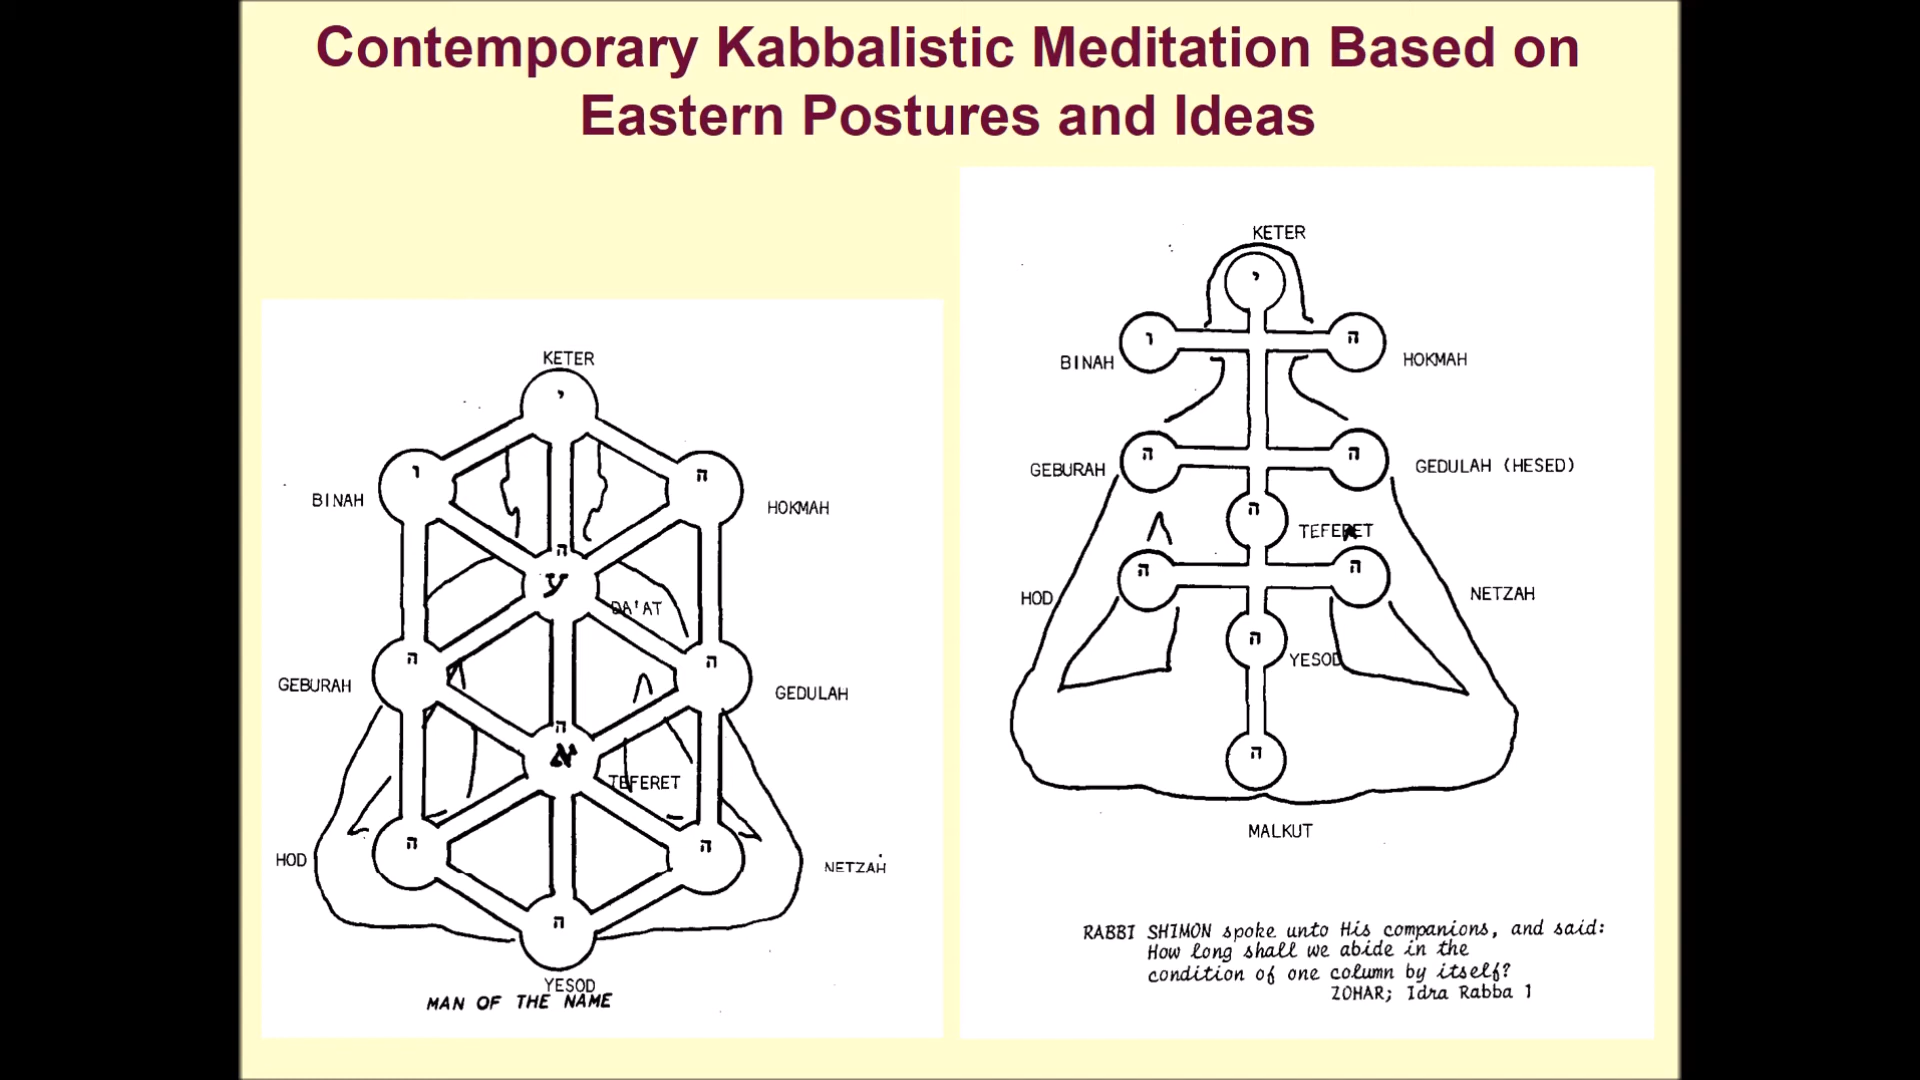 Contemporary Kabbalistic Meditation Based on
Eastern Postures and Ideas
KETER
י
ו
ה
BINAH
HOKMAH
ה
ע
DA'AT
ה
ה
GEBURAH
GEDULAH
ה
א
TEFERET
ה
ה
HOD
NETZAH
ה
YESOD
MAN OF THE NAME
KETER
י
ו
ה
BINAH
HOKMAH
ה
ה
GEBURAH
GEDULAH (HESED)
ה
TEFERET
ה
ה
HOD
NETZAH
ה
YESOD
ה
MALKUT
RABBI SHIMON spoke unto His companions, and said:
How long shall we abide in the
condition of one column by itself?
ZOHAR; Idra Rabba 1